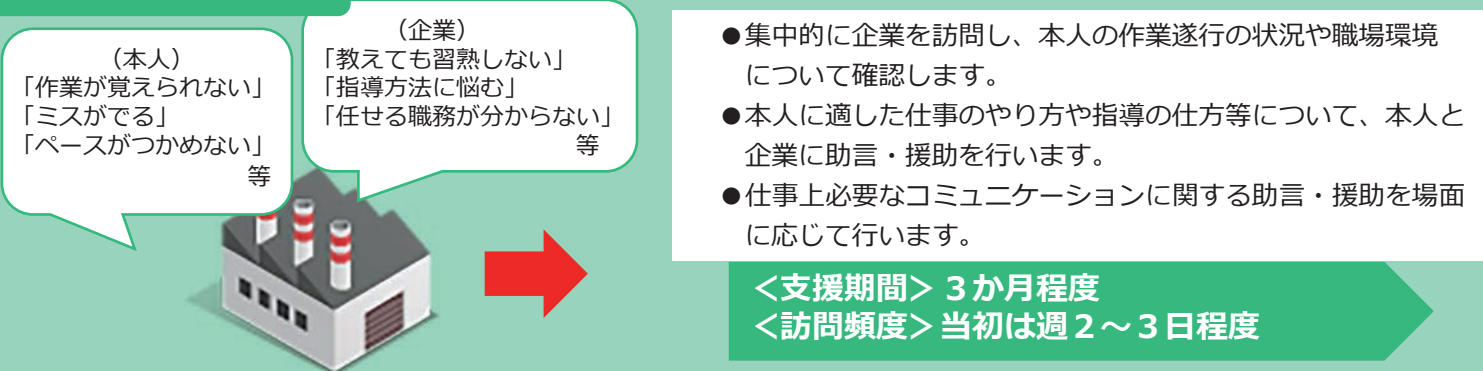 （本人）
「作業が覚えられない」
「ミスがでる」
「ペースがつかめない」
等
（企業）
「教えても習熟しない」
「指導方法に悩む」
「任せる職務が分からない」
等
●集中的に企業を訪問し、本人の作業遂行の状況や職場環境
について確認します。
●本人に適した仕事のやり方や指導の仕方等について、本人と
企業に助言・援助を行います。
●仕事上必要なコミュニケーションに関する助言・援助を場面
に応じて行います。
＜支援期間＞３か月程度
＜訪問頻度＞当初は週２～３日程度